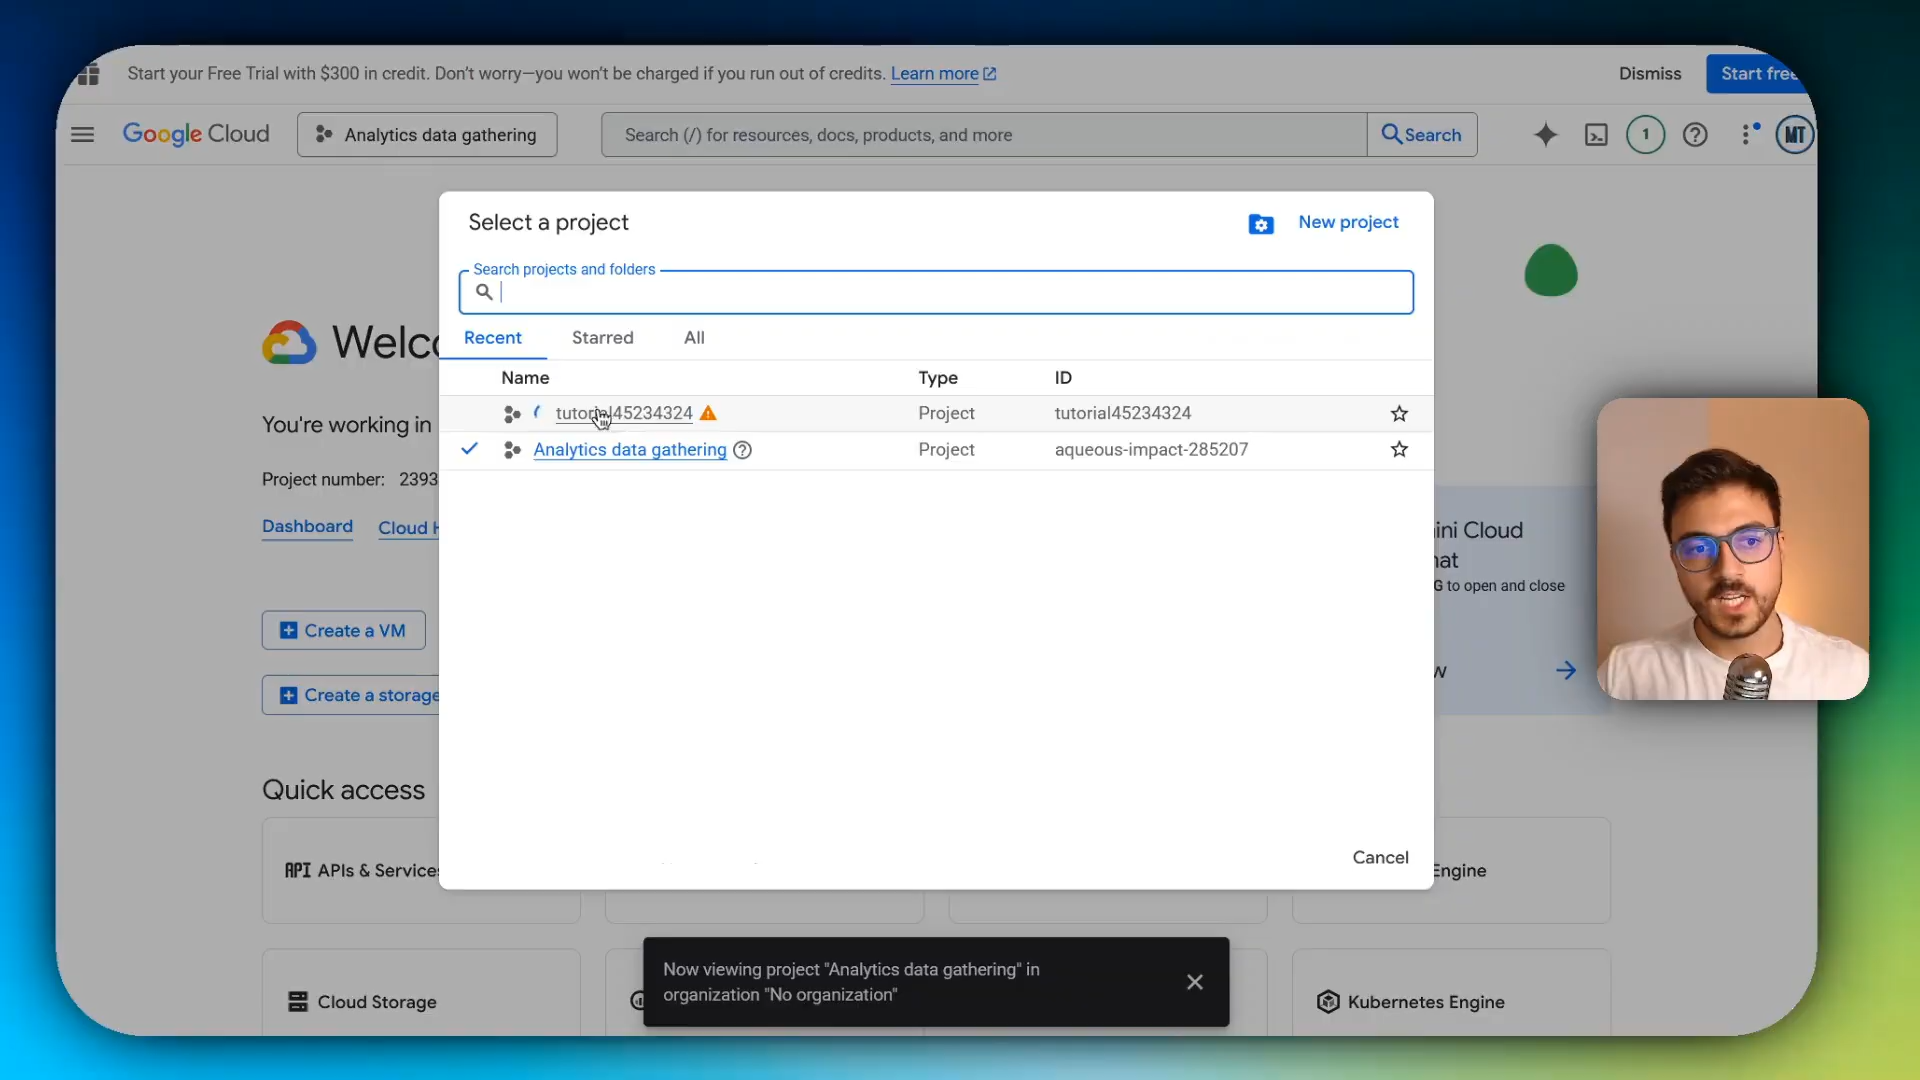 Start your Free Trial with $300 in credit. Don't worry—you won't be charged if you run out of credits. Learn more
Dismiss
Start free
Google Cloud
Analytics data gathering
Search (/) for resources, docs, products, and more
Search
1
MT
Select a project
New project
Search projects and folders
Recent
Starred
All
Name
Type
ID
tutorial45234324
Project
tutorial45234324
Analytics data gathering
Project
aqueous-impact-285207
You're working in
Project number: 2393
Dashboard
Cloud
G to open and close
Create a VM
Create a storage
Quick access
API APIs & Services
Engine
Cancel
Now viewing project "Analytics data gathering" in
organization "No organization"
Cloud Storage
Kubernetes Engine